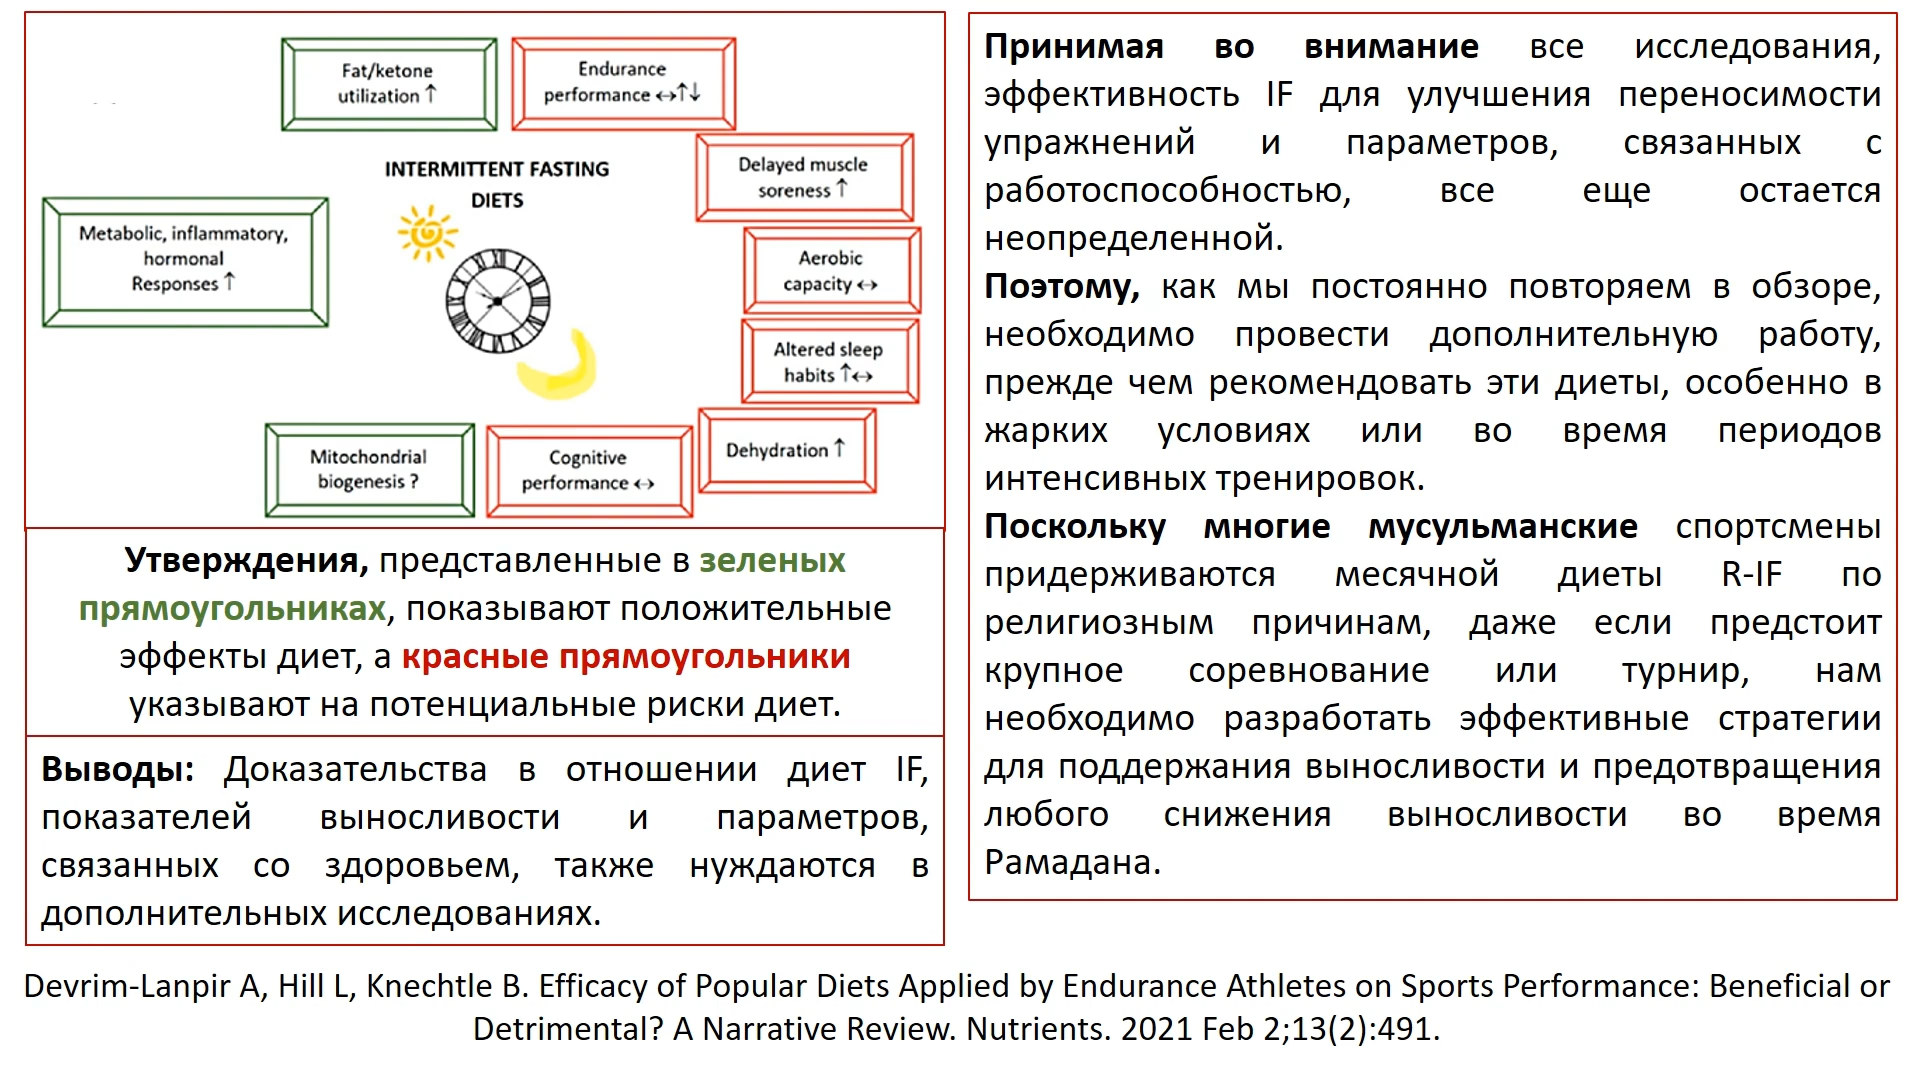 Fat/ketone
utilization ↑
Endurance
performance ↔↑↓
Delayed muscle
soreness ↑
INTERMITTENT FASTING
DIETS
Metabolic, inflammatory,
hormonal
Responses ↑
Aerobic
capacity ↔
Altered sleep
habits ↑↔
Dehydration ↑
Mitochondrial
biogenesis ?
Cognitive
performance ↔
Утверждения, представленные в зеленых
прямоугольниках, показывают положительные
эффекты диет, а красные прямоугольники
указывают на потенциальные риски диет.
Выводы: Доказательства в отношении диет IF,
показателей выносливости и параметров,
связанных со здоровьем, также нуждаются в
дополнительных исследованиях.
Принимая во внимание все исследования,
эффективность IF для улучшения переносимости
упражнений и параметров, связанных с
работоспособностью, все еще остается
неопределенной.
Поэтому, как мы постоянно повторяем в обзоре,
необходимо провести дополнительную работу,
прежде чем рекомендовать эти диеты, особенно в
жарких условиях или во время периодов
интенсивных тренировок.
Поскольку многие мусульманские спортсмены
придерживаются месячной диеты R-IF по
религиозным причинам, даже если предстоит
крупное соревнование или турнир, нам
необходимо разработать эффективные стратегии
для поддержания выносливости и предотвращения
любого снижения выносливости во время
Рамадана.
Devrim-Lanpir A, Hill L, Knechtle B. Efficacy of Popular Diets Applied by Endurance Athletes on Sports Performance: Beneficial or
Detrimental? A Narrative Review. Nutrients. 2021 Feb 2;13(2):491.